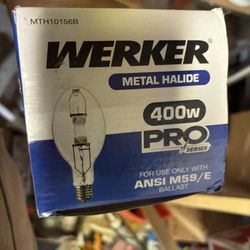 MTH10156B
WERKER®
METAL HALIDE
400W
PRO
SERIES
FOR USE ONLY WITH
ANSI M59/E
BALLAST